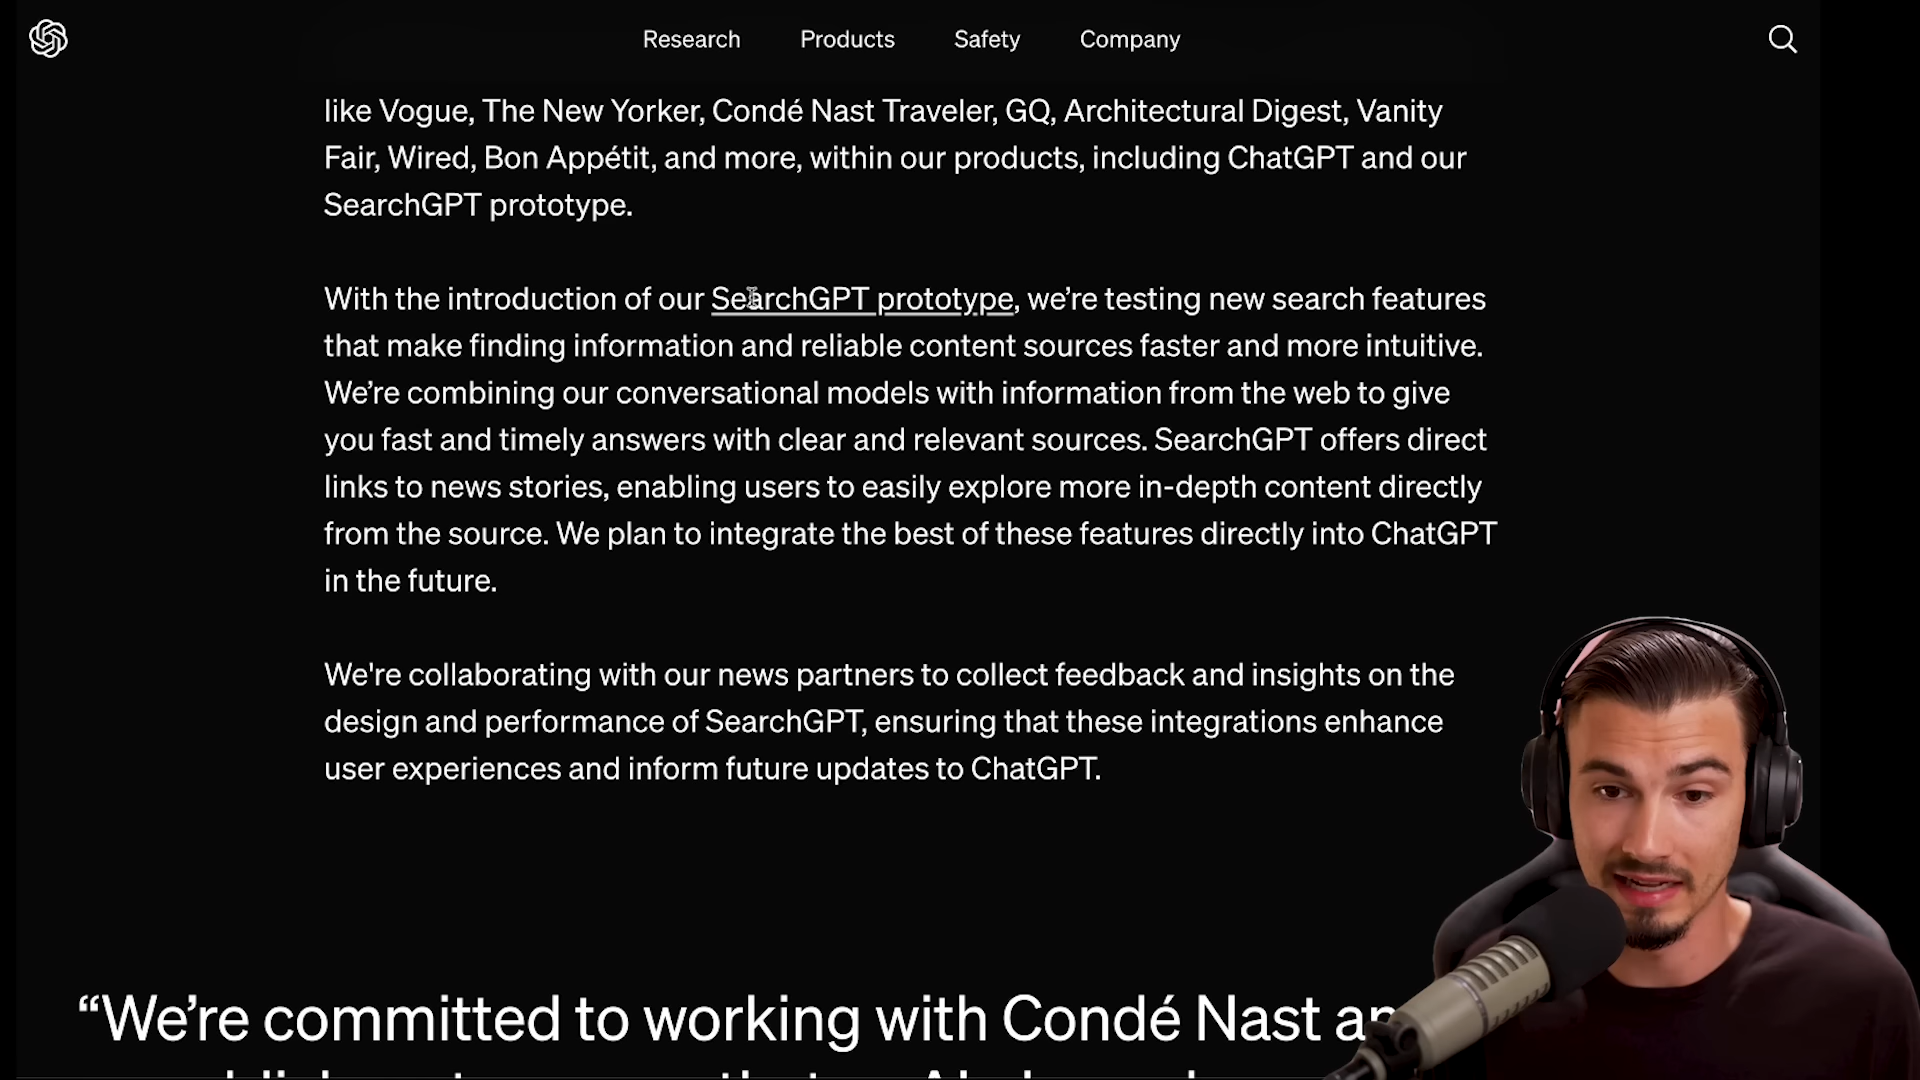 Research Products Safety Company
like Vogue, The New Yorker, Condé Nast Traveler, GQ, Architectural Digest, Vanity
Fair, Wired, Bon Appétit, and more, within our products, including ChatGPT and our
SearchGPT prototype.
With the introduction of our SearchGPT prototype, we’re testing new search features
that make finding information and reliable content sources faster and more intuitive.
We’re combining our conversational models with information from the web to give
you fast and timely answers with clear and relevant sources. SearchGPT offers direct
links to news stories, enabling users to easily explore more in-depth content directly
from the source. We plan to integrate the best of these features directly into ChatGPT
in the future.
We're collaborating with our news partners to collect feedback and insights on the
design and performance of SearchGPT, ensuring that these integrations enhance
user experiences and inform future updates to ChatGPT.
“We’re committed to working with Condé Nast